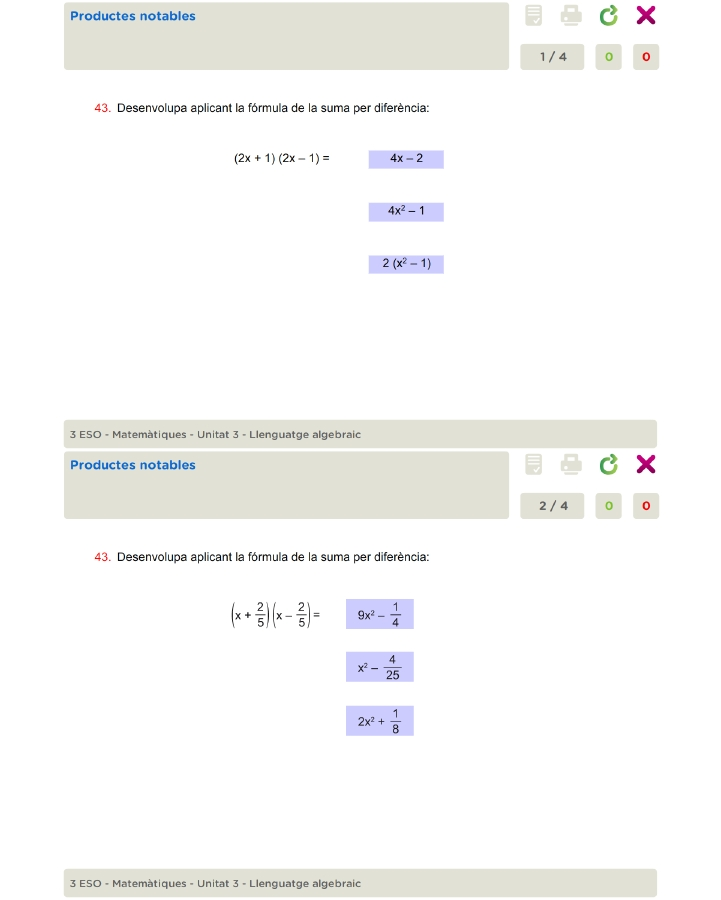 Productes notables
1 / 4
0
0
43. Desenvolupa aplicant la fórmula de la suma per diferència:
(2x + 1) (2x – 1) =
4x – 2
4x² – 1
2 (x² – 1)
3 ESO - Matemàtiques - Unitat 3 - Llenguatge algebraic
Productes notables
2 / 4
0
0
43. Desenvolupa aplicant la fórmula de la suma per diferència:
(x + 2/5) (x – 2/5) =
9x² – 1/4
x² – 4/25
2x² + 1/8
3 ESO - Matemàtiques - Unitat 3 - Llenguatge algebraic